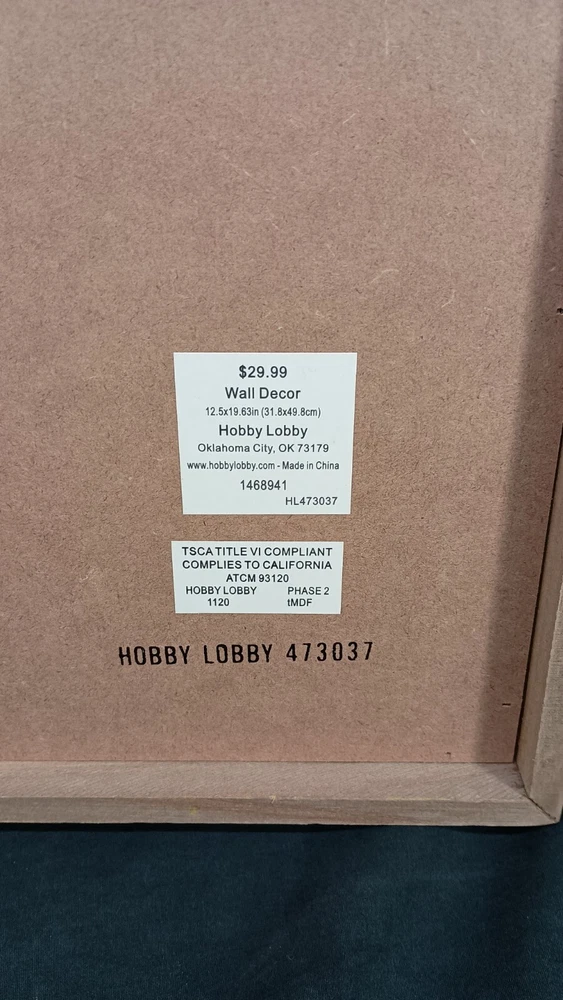 $29.99
Wall Decor
12.5x19.63in (31.8x49.8cm)
Hobby Lobby
Oklahoma City, OK 73179
www.hobbylobby.com - Made in China
1468941
HL473037
TSCA TITLE VI COMPLIANT
COMPLIES TO CALIFORNIA
ATCM 93120
HOBBY LOBBY PHASE 2
1120 tMDF
HOBBY LOBBY 473037